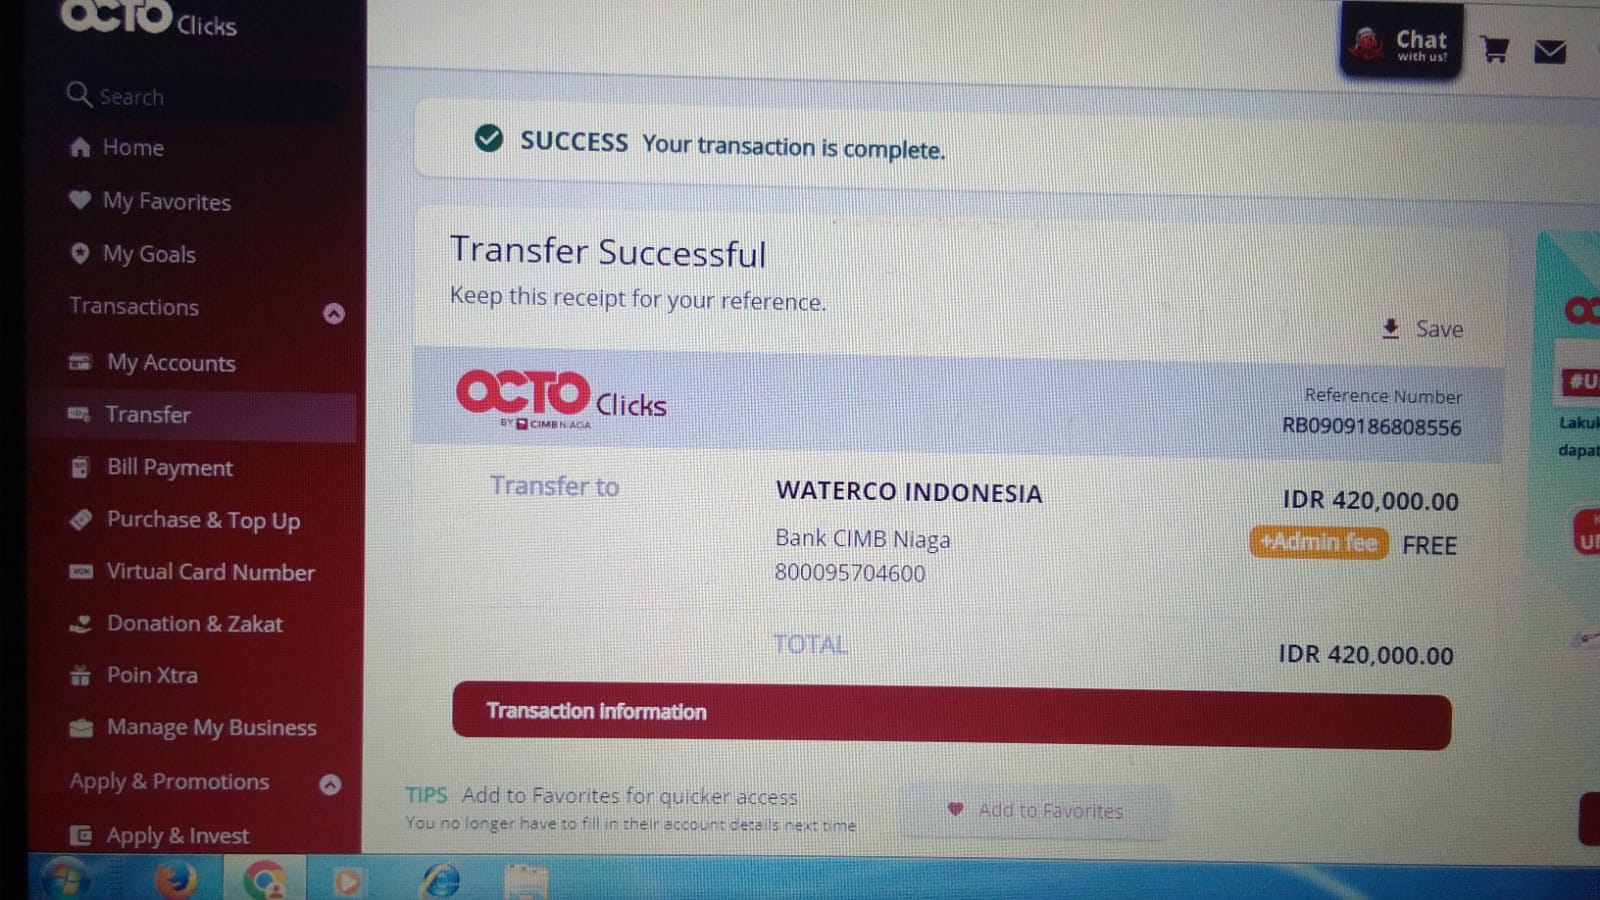 OCTO Clicks
Search
Home
My Favorites
My Goals
Transactions
My Accounts
Transfer
Bill Payment
Purchase & Top Up
Virtual Card Number
Donation & Zakat
Poin Xtra
Manage My Business
Apply & Promotions
Apply & Invest
Chat
with us!
SUCCESS Your transaction is complete.
Transfer Successful
Keep this receipt for your reference.
Save
OCTO Clicks
BY CIMB NIAGA
Reference Number
RB0909186808556
Transfer to
WATERCO INDONESIA
IDR 420,000.00
Bank CIMB Niaga
+Admin fee FREE
800095704600
TOTAL
IDR 420,000.00
Transaction information
TIPS Add to Favorites for quicker access
You no longer have to fill in their account details next time
Add to Favorites